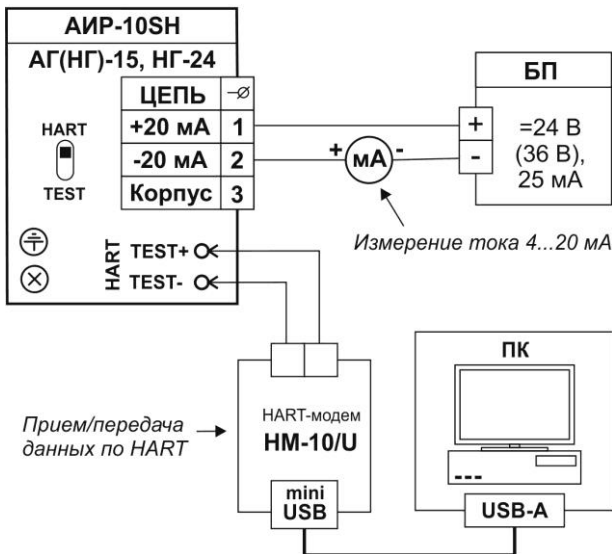 АИР-10SH
АГ(НГ)-15, НГ-24
ЦЕПЬ
+20 мА 1
-20 мА 2
Корпус 3
HART
TEST
HART
TEST+
TEST-
+ мА -
БП
+
-
=24 В
(36 В),
25 мА
Измерение тока 4...20 мА
Прием/передача
данных по HART
HART-модем
HM-10/U
mini
USB
ПК
USB-A